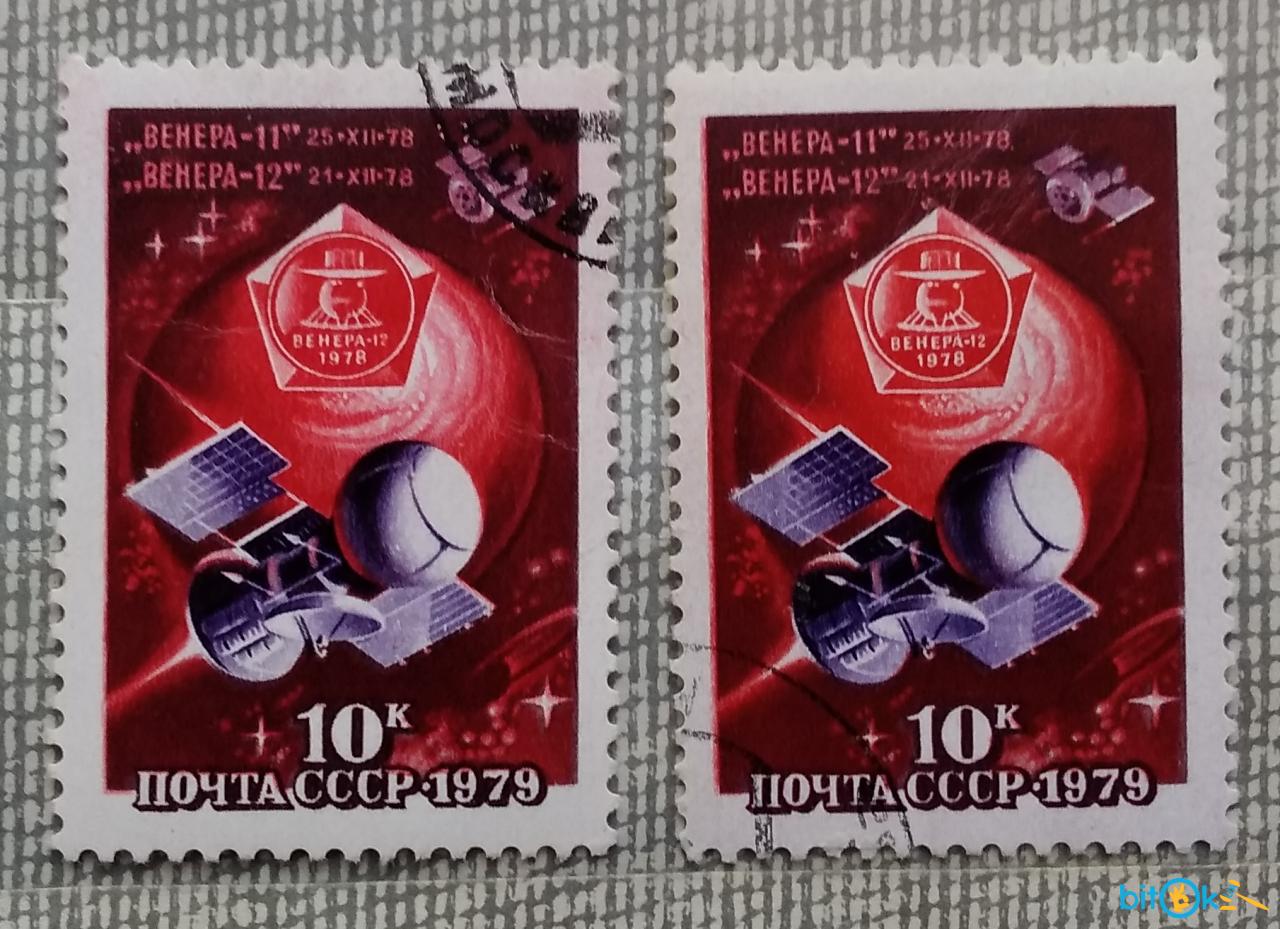 „ВЕНЕРА-11” 25•XII•78
„ВЕНЕРА-12” 21•XII•78
ВЕНЕРА-12
1978
10К
ПОЧТА СССР•1979
МОСКВА
„ВЕНЕРА-11” 25•XII•78
„ВЕНЕРА-12” 21•XII•78
ВЕНЕРА-12
1978
10К
ПОЧТА СССР•1979
bitOk